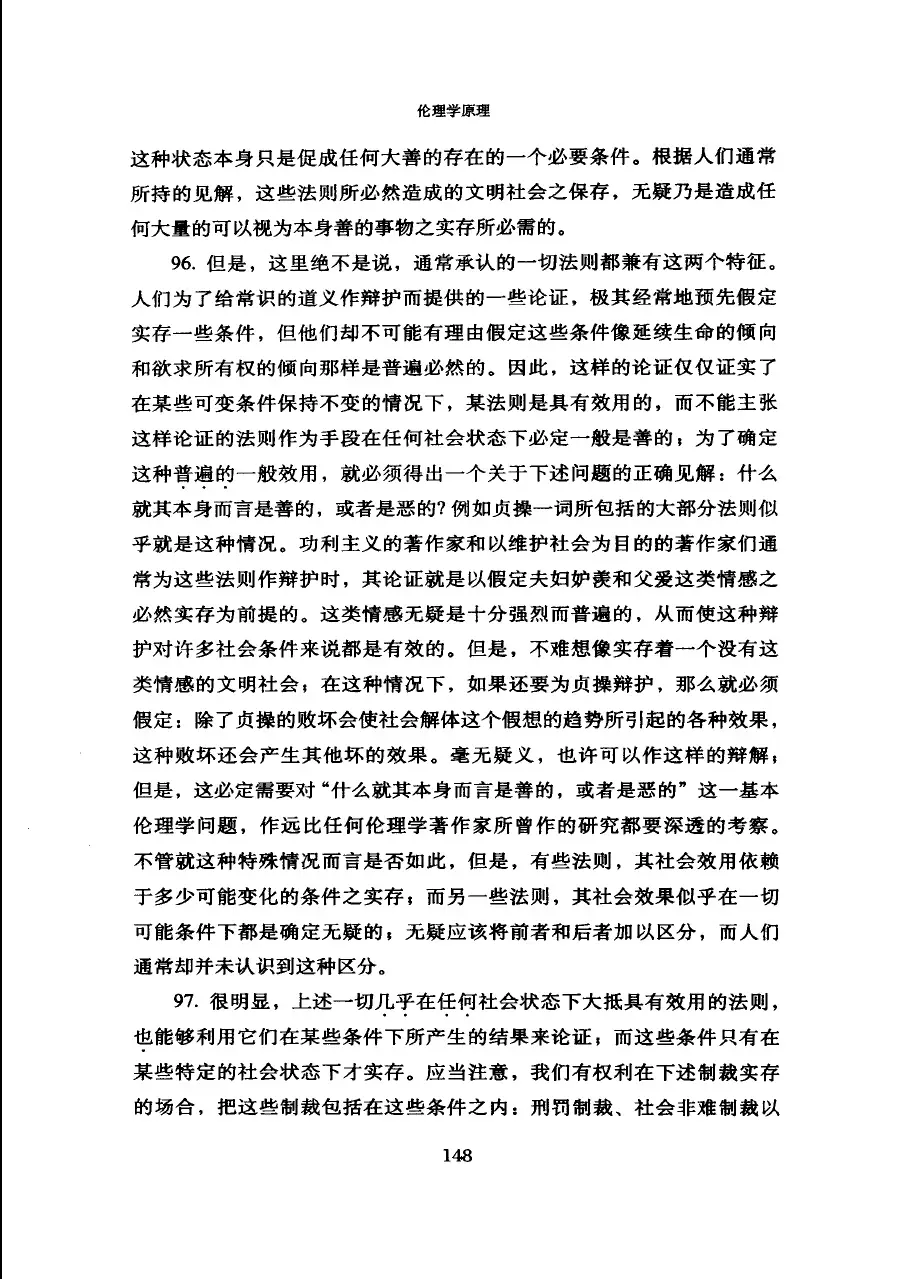 伦理学原理
这种状态本身只是促成任何大善的存在的一个必要条件。根据人们通常
所持的见解，这些法则所必然造成的文明社会之保存，无疑乃是造成任
何大量的可以视为本身善的事物之实存所必需的。
96. 但是，这里绝不是说，通常承认的一切法则都兼有这两个特征。
人们为了给常识的道义作辩护而提供的一些论证，极其经常地预先假定
实存一些条件，但他们却不可能有理由假定这些条件像延续生命的倾向
和欲求所有权的倾向那样是普遍必然的。因此，这样的论证仅仅证实了
在某些可变条件保持不变的情况下，某法则是具有效用的，而不能主张
这样论证的法则作为手段在任何社会状态下必定一般是善的；为了确定
这种普遍的一般效用，就必须得出一个关于下述问题的正确见解：什么
就其本身而言是善的，或者是恶的？例如贞操一词所包括的大部分法则似
乎就是这种情况。功利主义的著作家和以维护社会为目的的著作家们通
常为这些法则作辩护时，其论证就是以假定夫妇妒羡和父爱这类情感之
必然实存为前提的。这类情感无疑是十分强烈而普遍的，从而使这种辩
护对许多社会条件来说都是有效的。但是，不难想像实存着一个没有这
类情感的文明社会；在这种情况下，如果还要为贞操辩护，那么就必须
假定：除了贞操的败坏会使社会解体这个假想的趋势所引起的各种效果，
这种败坏还会产生其他坏的效果。毫无疑义，也许可以作这样的辩解；
但是，这必定需要对“什么就其本身而言是善的，或者是恶的”这一基本
伦理学问题，作远比任何伦理学著作家所曾作的研究都要深透的考察。
不管就这种特殊情况而言是否如此，但是，有些法则，其社会效用依赖
于多少可能变化的条件之实存；而另一些法则，其社会效果似乎在一切
可能条件下都是确定无疑的；无疑应该将前者和后者加以区分，而人们
通常却并未认识到这种区分。
97. 很明显，上述一切几乎在任何社会状态下大抵具有效用的法则，
也能够利用它们在某些条件下所产生的结果来论证；而这些条件只有在
某些特定的社会状态下才实存。应当注意，我们有权利在下述制裁实存
的场合，把这些制裁包括在这些条件之内：刑罚制裁、社会非难制裁以
148